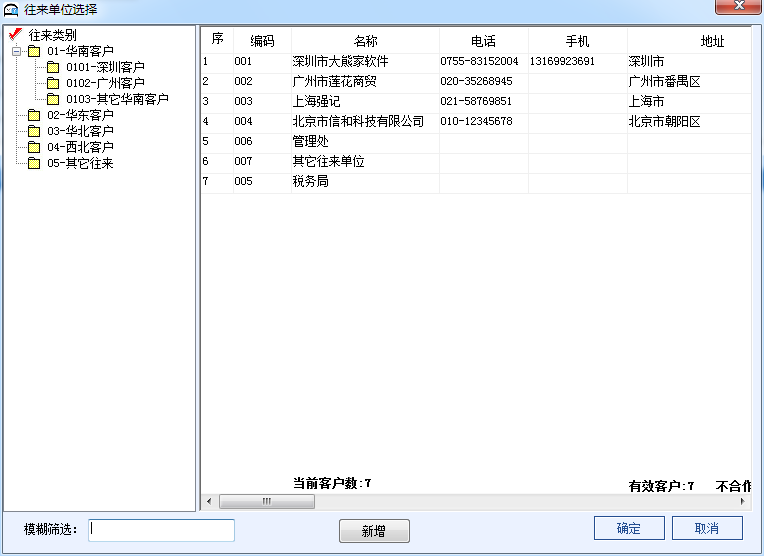 往来单位选择
往来类别
01-华南客户
0101-深圳客户
0102-广州客户
0103-其它华南客户
02-华东客户
03-华北客户
04-西北客户
05-其它往来
序 编码 名称 电话 手机 地址
1 001 深圳市大能家软件 0755-83152004 13169923691 深圳市
2 002 广州市莲花商贸 020-35268945 广州市番禺区
3 003 上海强记 021-58769851 上海市
4 004 北京市信和科技有限公司 010-12345678 北京市朝阳区
5 006 管理处
6 007 其它往来单位
7 005 税务局
当前客户数:7 有效客户:7 不合作
模糊筛选: 新增 确定 取消